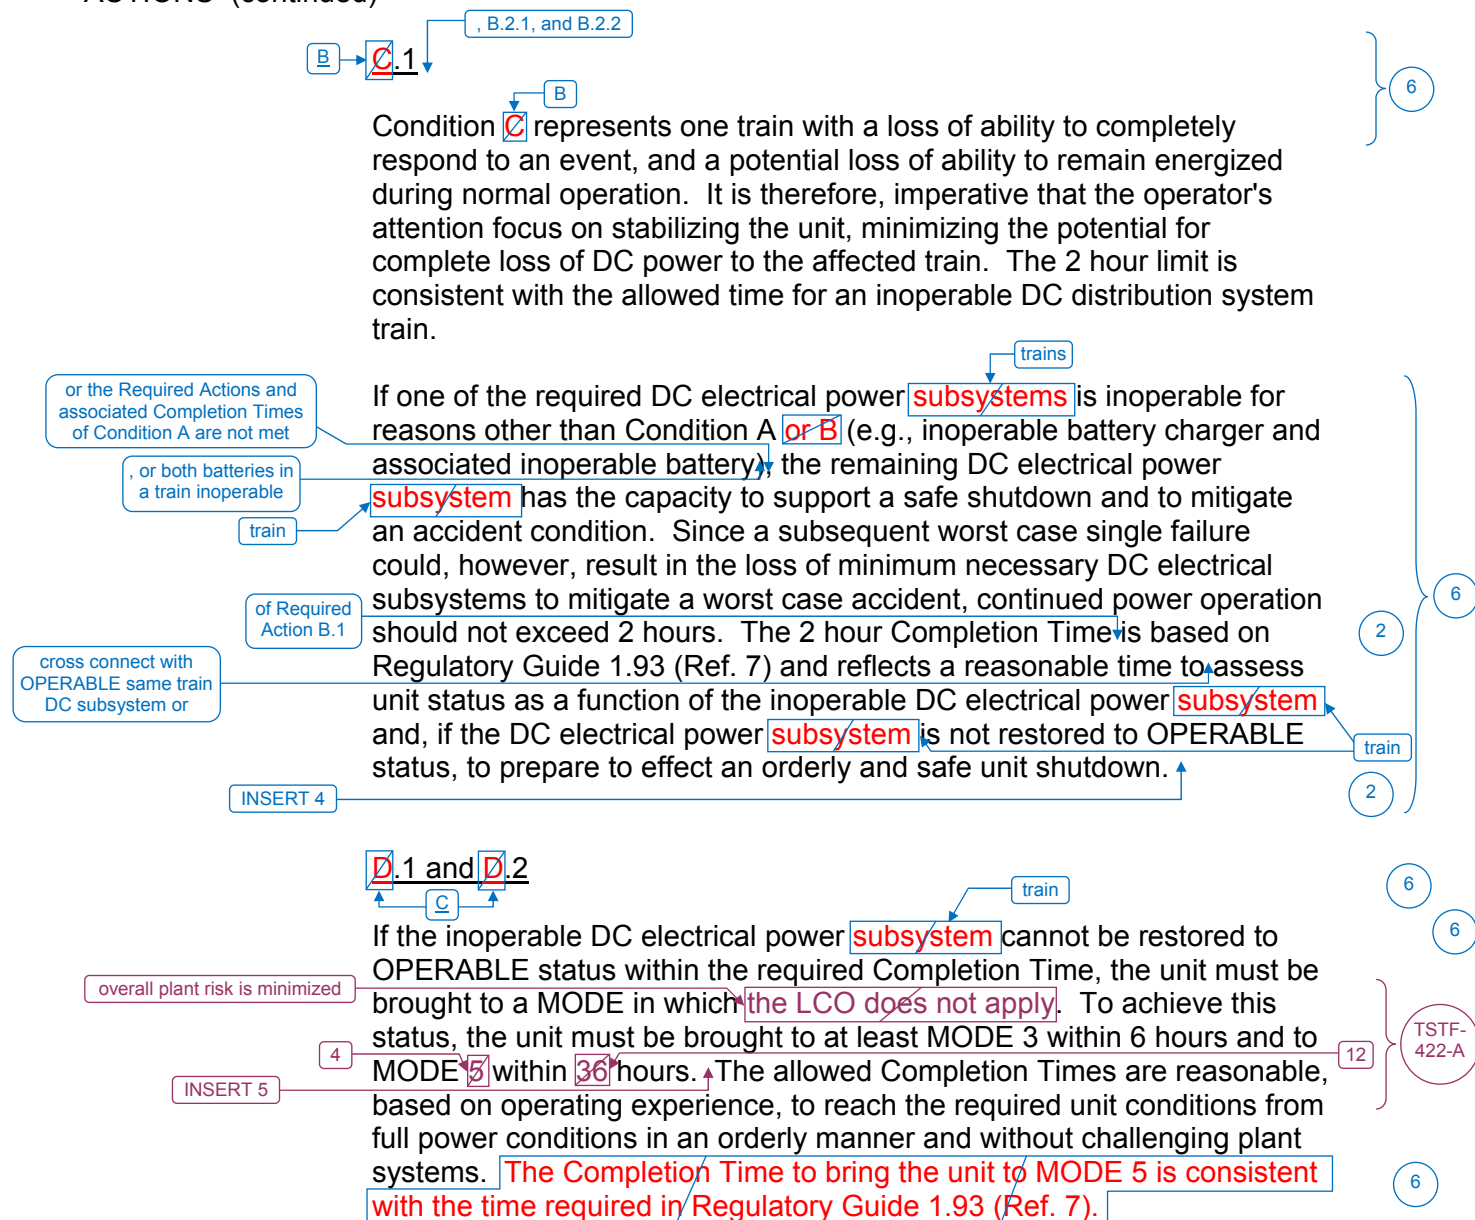 ACTIONS (continued)
, B.2.1, and B.2.2
B
C.1
6
B
Condition C represents one train with a loss of ability to completely
respond to an event, and a potential loss of ability to remain energized
during normal operation.  It is therefore, imperative that the operator's
attention focus on stabilizing the unit, minimizing the potential for
complete loss of DC power to the affected train.  The 2 hour limit is
consistent with the allowed time for an inoperable DC distribution system
train.
trains
or the Required Actions and
associated Completion Times
of Condition A are not met
If one of the required DC electrical power subsystems is inoperable for
reasons other than Condition A or B (e.g., inoperable battery charger and
associated inoperable battery), the remaining DC electrical power
, or both batteries in
a train inoperable
subsystem has the capacity to support a safe shutdown and to mitigate
train
an accident condition.  Since a subsequent worst case single failure
could, however, result in the loss of minimum necessary DC electrical
subsystems to mitigate a worst case accident, continued power operation
6
of Required
Action B.1
should not exceed 2 hours.  The 2 hour Completion Time is based on
2
Regulatory Guide 1.93 (Ref. 7) and reflects a reasonable time to assess
cross connect with
OPERABLE same train
DC subsystem or
unit status as a function of the inoperable DC electrical power subsystem
and, if the DC electrical power subsystem is not restored to OPERABLE
train
status, to prepare to effect an orderly and safe unit shutdown.
INSERT 4
2
D.1 and D.2
6
C
train
If the inoperable DC electrical power subsystem cannot be restored to
6
OPERABLE status within the required Completion Time, the unit must be
overall plant risk is minimized
brought to a MODE in which the LCO does not apply.  To achieve this
status, the unit must be brought to at least MODE 3 within 6 hours and to
TSTF-
422-A
4
12
MODE 5 within 36 hours.  The allowed Completion Times are reasonable,
INSERT 5
based on operating experience, to reach the required unit conditions from
full power conditions in an orderly manner and without challenging plant
systems.  The Completion Time to bring the unit to MODE 5 is consistent
with the time required in Regulatory Guide 1.93 (Ref. 7).
6